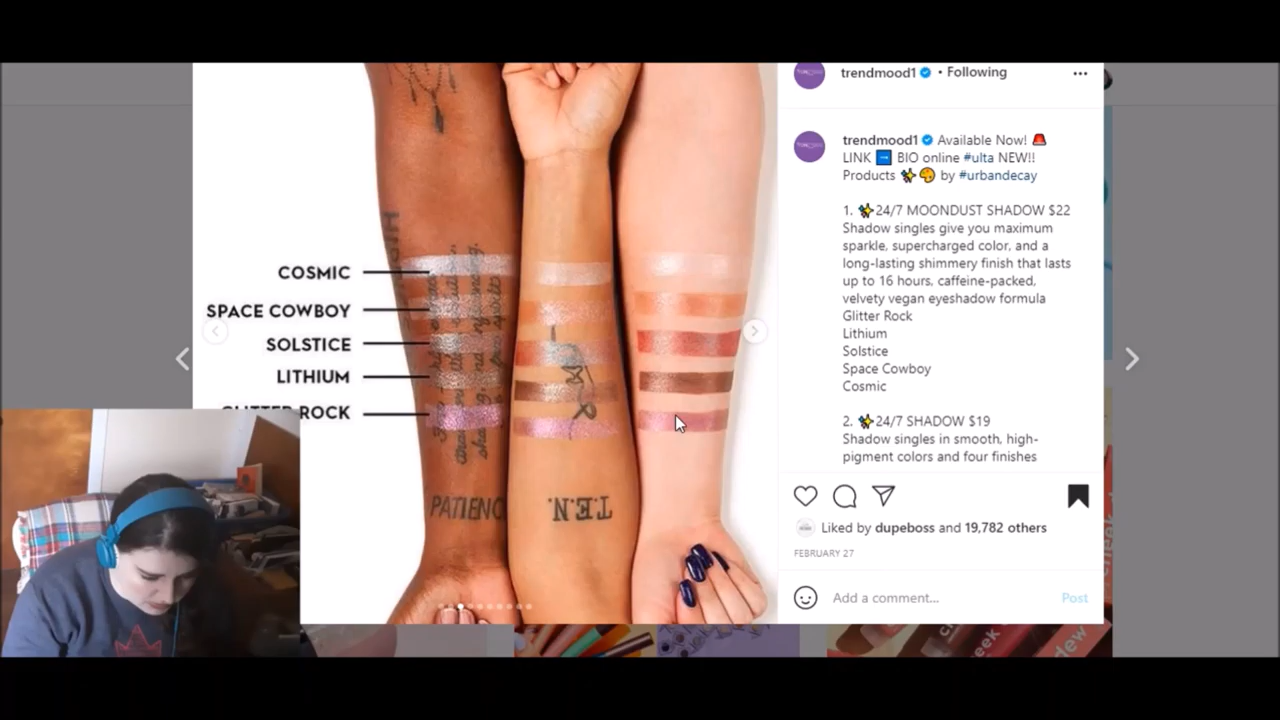 trendmood1 • Following
trendmood1 Available Now! 🚨
LINK ➡️ BIO online #ulta NEW!!
Products ✨🎨 by #urbandecay
1. ✨24/7 MOONDUST SHADOW $22
Shadow singles give you maximum
sparkle, supercharged color, and a
long-lasting shimmery finish that lasts
up to 16 hours, caffeine-packed,
velvety vegan eyeshadow formula
Glitter Rock
Lithium
Solstice
Space Cowboy
Cosmic
2. ✨24/7 SHADOW $19
Shadow singles in smooth, high-
pigment colors and four finishes
Liked by dupeboss and 19,782 others
FEBRUARY 27
Add a comment...
Post
COSMIC
SPACE COWBOY
SOLSTICE
LITHIUM
ROCK
PATIENC
T.E.N.
cheek
dew